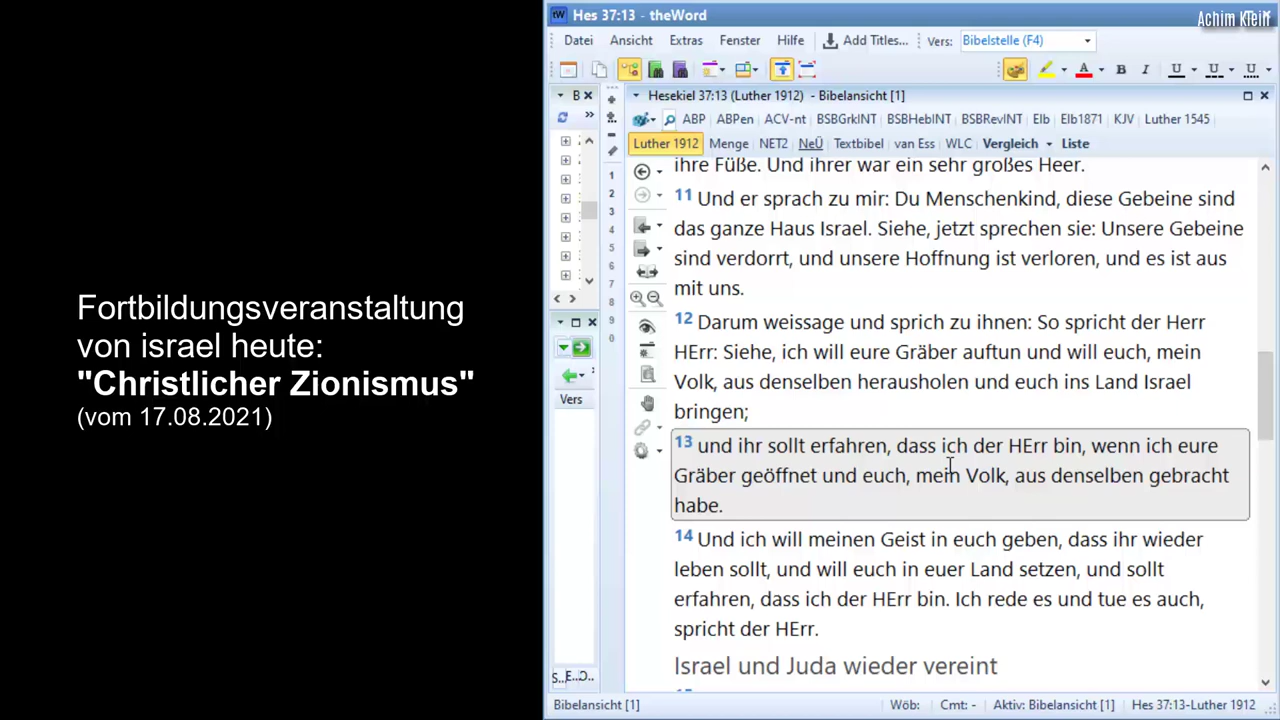 Fortbildungsveranstaltung
von israel heute:
"Christlicher Zionismus"
(vom 17.08.2021)
Hes 37:13 - theWord
Achim Klein
Datei Ansicht Extras Fenster Hilfe Add Titles... Vers: Bibelstelle (F4)
B I U U U
B
Hesekiel 37:13 (Luther 1912) - Bibelansicht [1]
ABP ABPen ACV-nt BSBGrkINT BSBHebINT BSBRevINT Elb Elb1871 KJV Luther 1545
Luther 1912 Menge NET2 NeÜ Textbibel van Ess WLC Vergleich Liste
1
2
3
4
5
6
7
8
9
0
Vers
ihre Füße. Und ihrer war ein sehr großes Heer.
11 Und er sprach zu mir: Du Menschenkind, diese Gebeine sind
das ganze Haus Israel. Siehe, jetzt sprechen sie: Unsere Gebeine
sind verdorrt, und unsere Hoffnung ist verloren, und es ist aus
mit uns.
12 Darum weissage und sprich zu ihnen: So spricht der Herr
HErr: Siehe, ich will eure Gräber auftun und will euch, mein
Volk, aus denselben herausholen und euch ins Land Israel
bringen;
13 und ihr sollt erfahren, dass ich der HErr bin, wenn ich eure
Gräber geöffnet und euch, mein Volk, aus denselben gebracht
habe.
14 Und ich will meinen Geist in euch geben, dass ihr wieder
leben sollt, und will euch in euer Land setzen, und sollt
erfahren, dass ich der HErr bin. Ich rede es und tue es auch,
spricht der HErr.
Israel und Juda wieder vereint
S... E... O...
Bibelansicht [1] Wöb: Cmt: - Aktiv: Bibelansicht [1] Hes 37:13-Luther 1912